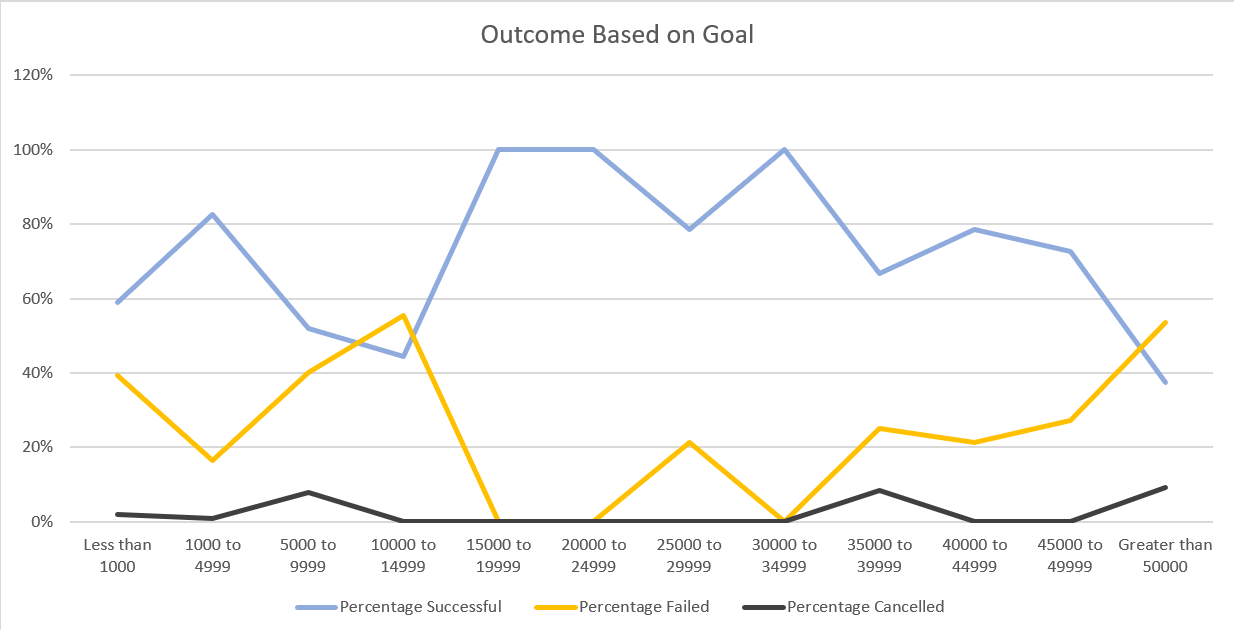 Outcome Based on Goal
120%
100%
80%
60%
40%
20%
0%
Less than 1000 to 5000 to 10000 to 15000 to 20000 to 25000 to 30000 to 35000 to 40000 to 45000 to Greater than
1000 4999 9999 14999 19999 24999 29999 34999 39999 44999 49999 50000
Percentage Successful Percentage Failed Percentage Cancelled